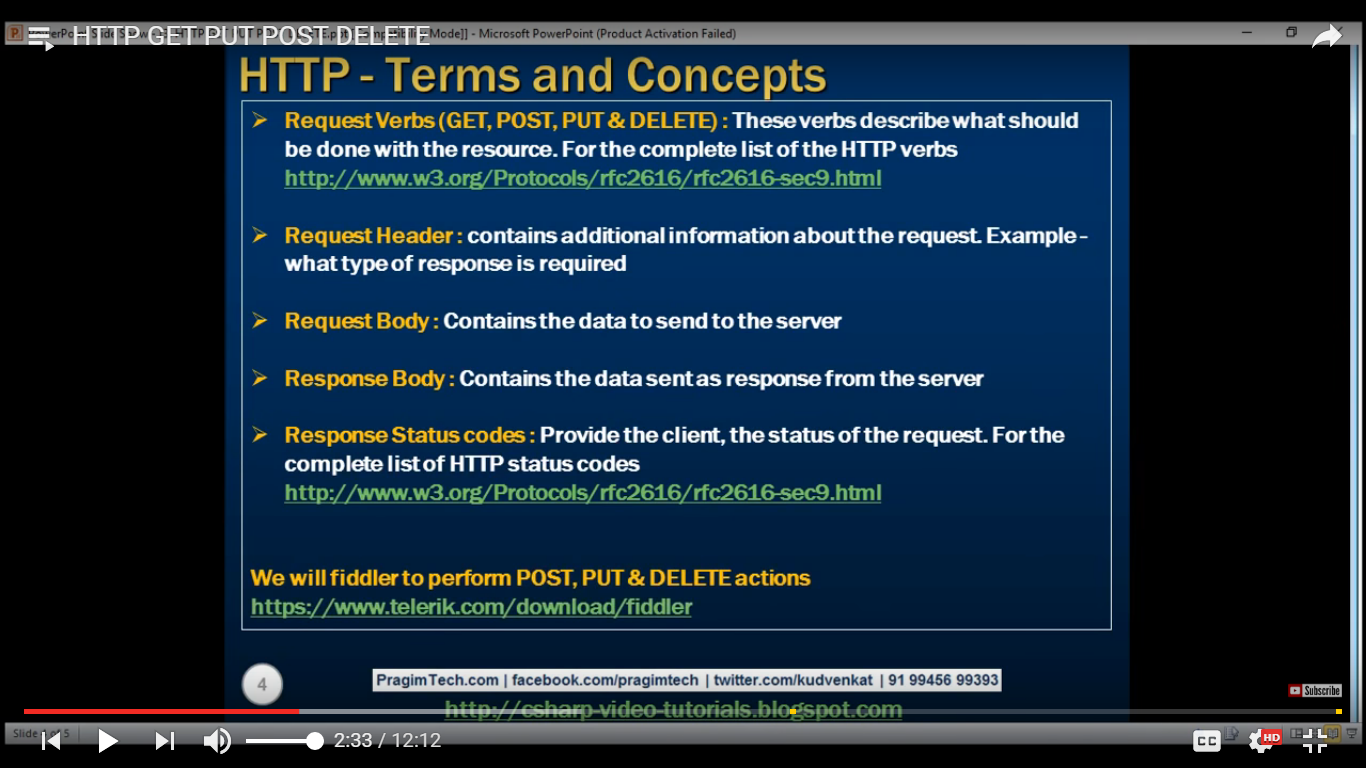 HTTP GET PUT POST DELETE
Mode]] - Microsoft PowerPoint (Product Activation Failed)
HTTP - Terms and Concepts
Request Verbs (GET, POST, PUT & DELETE) : These verbs describe what should
be done with the resource. For the complete list of the HTTP verbs
http://www.w3.org/Protocols/rfc2616/rfc2616-sec9.html
Request Header : contains additional information about the request. Example -
what type of response is required
Request Body : Contains the data to send to the server
Response Body : Contains the data sent as response from the server
Response Status codes : Provide the client, the status of the request. For the
complete list of HTTP status codes
http://www.w3.org/Protocols/rfc2616/rfc2616-sec9.html
We will fiddler to perform POST, PUT & DELETE actions
https://www.telerik.com/download/fiddler
4
PragimTech.com | facebook.com/pragimtech | twitter.com/kudvenkat | 91 99456 99393
Subscribe
http://csharp-video-tutorials.blogspot.com
Slide of 5
2:33 / 12:12
CC
HD